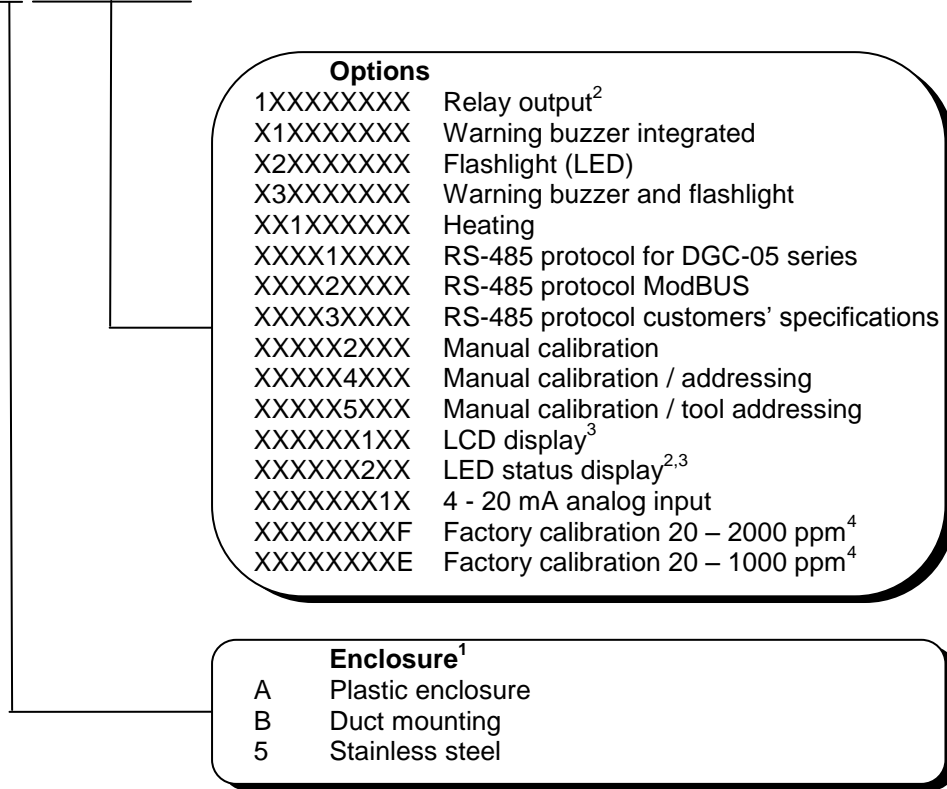 Options
1XXXXXXXX Relay output²
X1XXXXXXX Warning buzzer integrated
X2XXXXXXX Flashlight (LED)
X3XXXXXXX Warning buzzer and flashlight
XX1XXXXXX Heating
XXXX1XXXX RS-485 protocol for DGC-05 series
XXXX2XXXX RS-485 protocol ModBUS
XXXX3XXXX RS-485 protocol customers’ specifications
XXXXX2XXX Manual calibration
XXXXX4XXX Manual calibration / addressing
XXXXX5XXX Manual calibration / tool addressing
XXXXXX1XX LCD display³
XXXXXX2XX LED status display²,³
XXXXXXX1X 4 - 20 mA analog input
XXXXXXXXF Factory calibration 20 – 2000 ppm⁴
XXXXXXXXE Factory calibration 20 – 1000 ppm⁴
Enclosure¹
A Plastic enclosure
B Duct mounting
5 Stainless steel